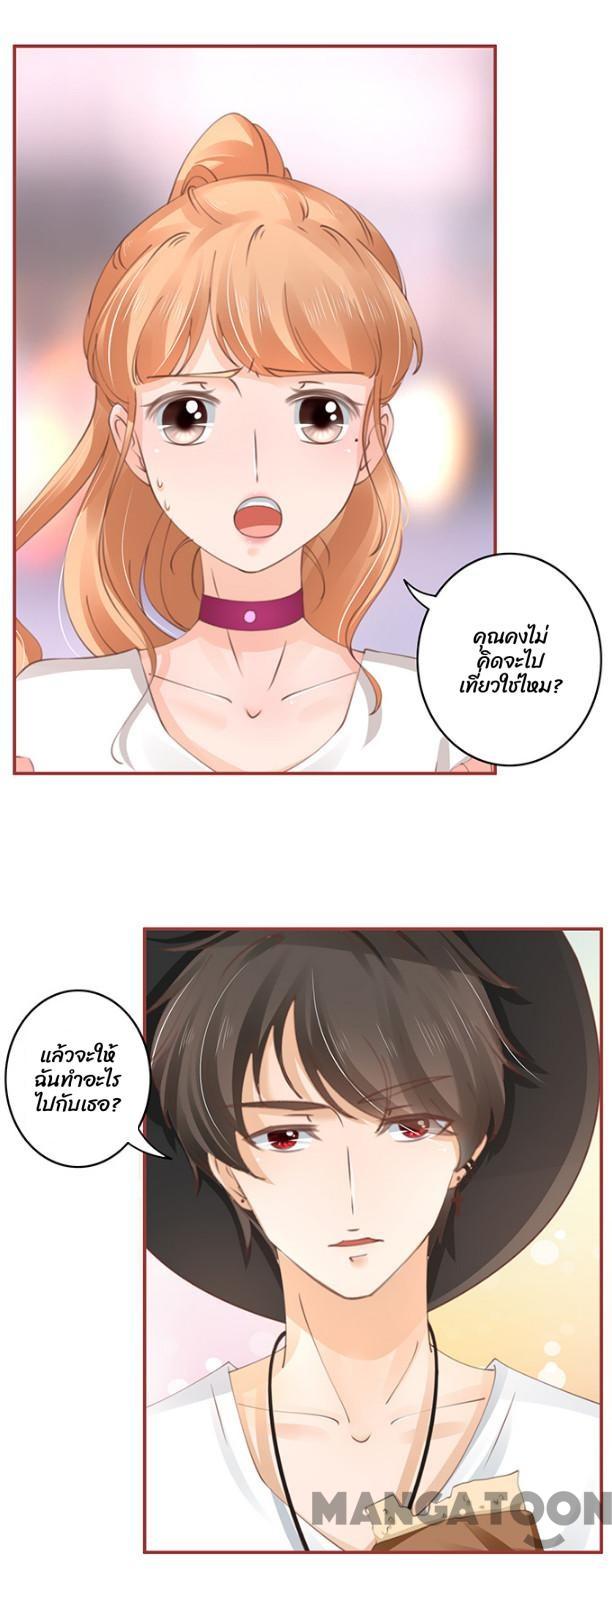 คุณคงไม่
คิดจะไป
เที่ยวใช่ไหม?
แล้วจะให้
ฉันทำอะไร
ไปกับเธอ?
MANGATOON